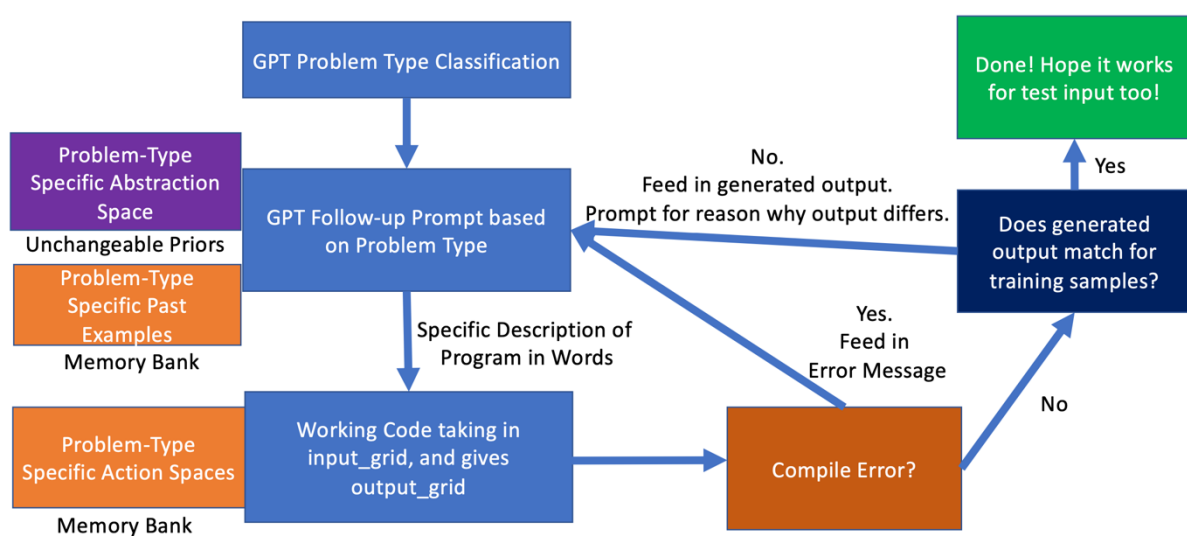 GPT Problem Type Classification
Done! Hope it works
for test input too!
Problem-Type
Specific Abstraction
Space
Unchangeable Priors
GPT Follow-up Prompt based
on Problem Type
No.
Feed in generated output.
Prompt for reason why output differs.
Yes
Does generated
output match for
training samples?
Problem-Type
Specific Past
Examples
Memory Bank
Specific Description of
Program in Words
Yes.
Feed in
Error Message
No
Problem-Type
Specific Action Spaces
Memory Bank
Working Code taking in
input_grid, and gives
output_grid
Compile Error?